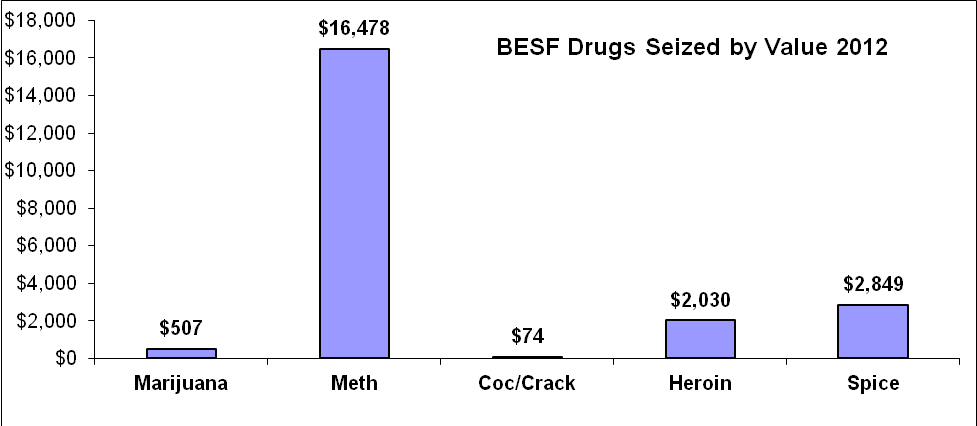 BESF Drugs Seized by Value 2012
$18,000
$16,000
$14,000
$12,000
$10,000
$8,000
$6,000
$4,000
$2,000
$0
$507
$16,478
$74
$2,030
$2,849
Marijuana
Meth
Coc/Crack
Heroin
Spice